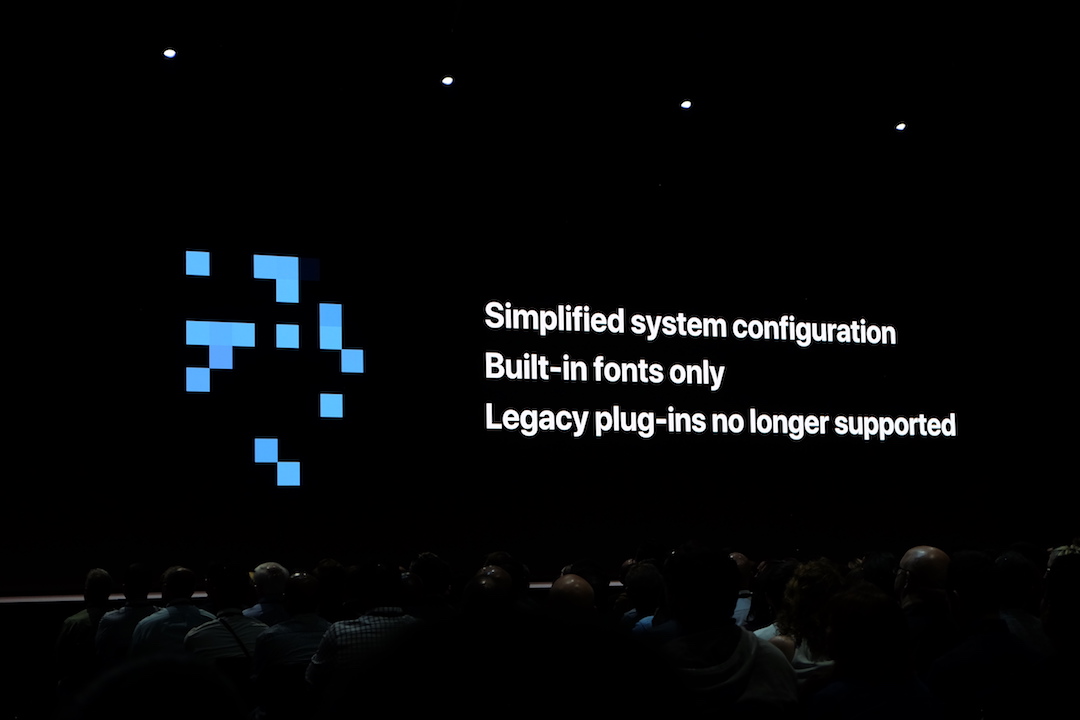 Simplified system configuration
Built-in fonts only
Legacy plug-ins no longer supported